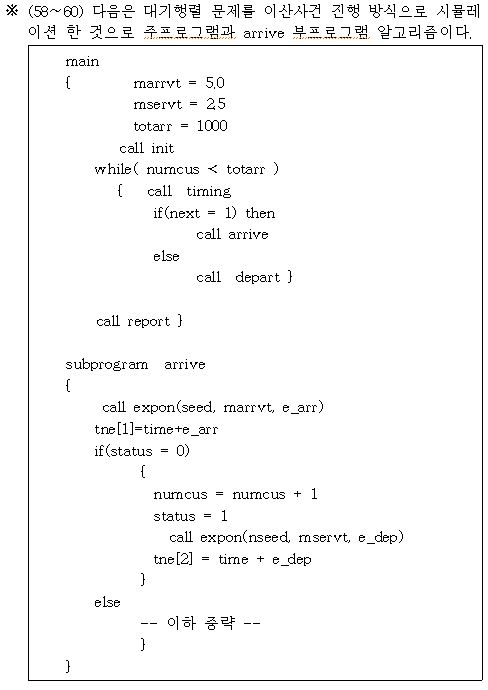 ※ (58~60) 다음은 대기행렬 문제를 이산사건 진행 방식으로 시뮬레
이션 한 것으로 주프로그램과 arrive 부프로그램 알고리즘이다.
main
{ marrvt = 5.0
mservt = 2.5
totarr = 1000
call init
while( numcus < totarr )
{ call timing
if(next = 1) then
call arrive
else
call depart }
call report }
subprogram arrive
{
call expon(seed, marrvt, e_arr)
tne[1]=time+e_arr
if(status = 0)
{
numcus = numcus + 1
status = 1
call expon(nseed, mservt, e_dep)
tne[2] = time + e_dep
}
else
-- 이하 중략 --
}
}